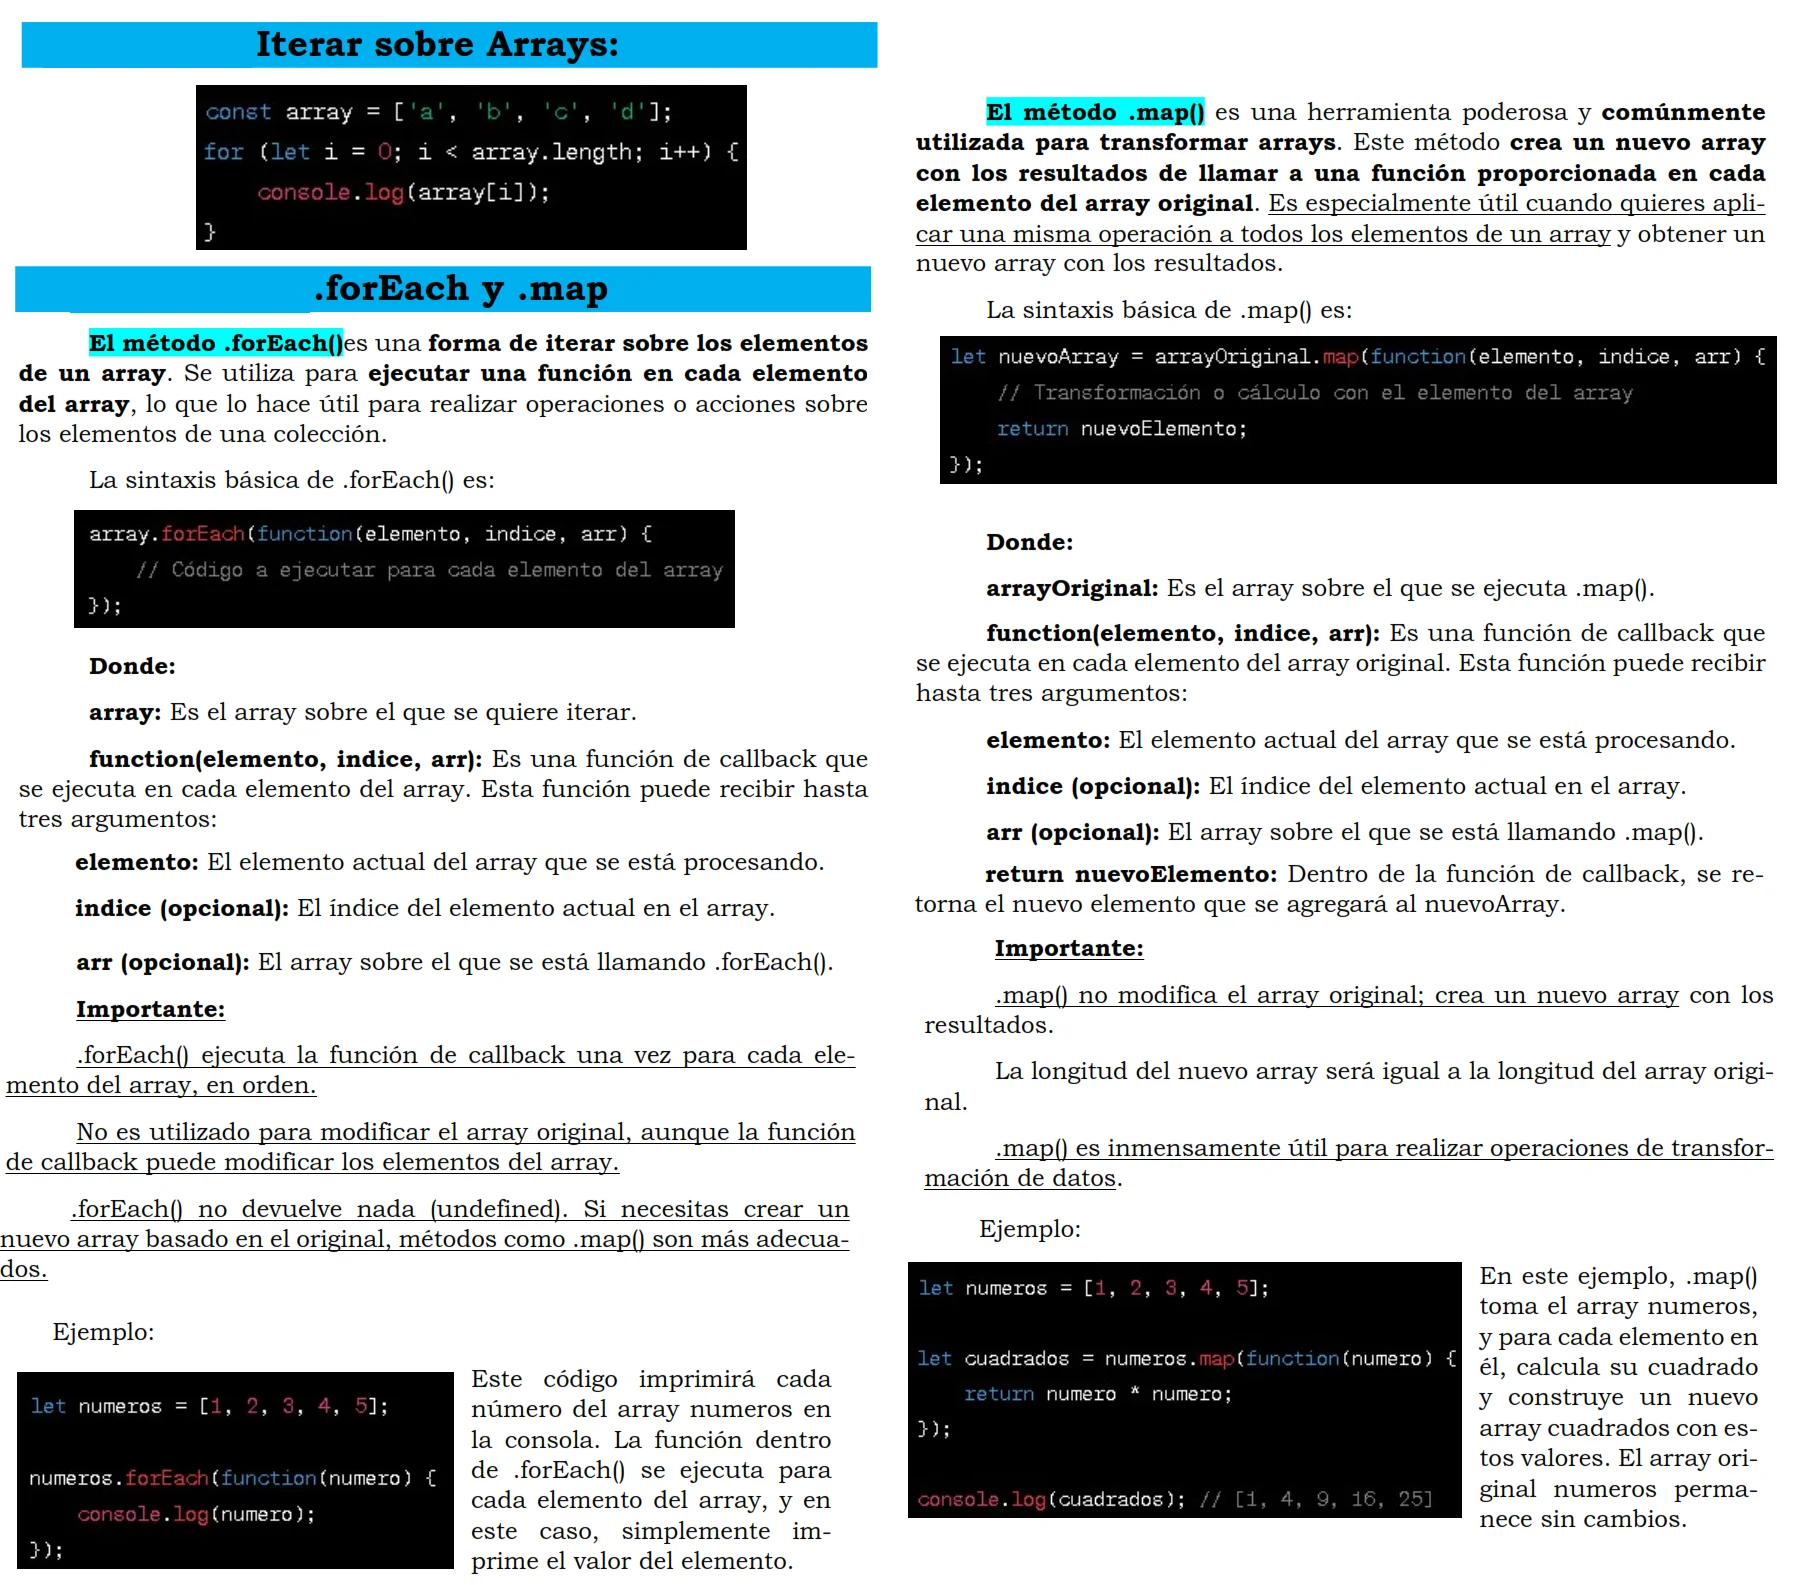 Iterar sobre Arrays:
const array = ['a', 'b', 'c', 'd'];
for (let i = 0; i < array.length; i++) {
    console.log(array[i]);
}
.forEach y .map
El método .forEach()es una forma de iterar sobre los elementos
de un array. Se utiliza para ejecutar una función en cada elemento
del array, lo que lo hace útil para realizar operaciones o acciones sobre
los elementos de una colección.
La sintaxis básica de .forEach() es:
array.forEach(function(elemento, indice, arr) {
    // Código a ejecutar para cada elemento del array
});
Donde:
array: Es el array sobre el que se quiere iterar.
function(elemento, indice, arr): Es una función de callback que
se ejecuta en cada elemento del array. Esta función puede recibir hasta
tres argumentos:
elemento: El elemento actual del array que se está procesando.
indice (opcional): El índice del elemento actual en el array.
arr (opcional): El array sobre el que se está llamando .forEach().
Importante:
.forEach() ejecuta la función de callback una vez para cada ele-
mento del array, en orden.
No es utilizado para modificar el array original, aunque la función
de callback puede modificar los elementos del array.
.forEach() no devuelve nada (undefined). Si necesitas crear un
nuevo array basado en el original, métodos como .map() son más adecua-
dos.
Ejemplo:
let numeros = [1, 2, 3, 4, 5];
numeros.forEach(function(numero) {
    console.log(numero);
});
Este código imprimirá cada
número del array numeros en
la consola. La función dentro
de .forEach() se ejecuta para
cada elemento del array, y en
este caso, simplemente im-
prime el valor del elemento.
El método .map() es una herramienta poderosa y comúnmente
utilizada para transformar arrays. Este método crea un nuevo array
con los resultados de llamar a una función proporcionada en cada
elemento del array original. Es especialmente útil cuando quieres apli-
car una misma operación a todos los elementos de un array y obtener un
nuevo array con los resultados.
La sintaxis básica de .map() es:
let nuevoArray = arrayOriginal.map(function(elemento, indice, arr) {
    // Transformación o cálculo con el elemento del array
    return nuevoElemento;
});
Donde:
arrayOriginal: Es el array sobre el que se ejecuta .map().
function(elemento, indice, arr): Es una función de callback que
se ejecuta en cada elemento del array original. Esta función puede recibir
hasta tres argumentos:
elemento: El elemento actual del array que se está procesando.
indice (opcional): El índice del elemento actual en el array.
arr (opcional): El array sobre el que se está llamando .map().
return nuevoElemento: Dentro de la función de callback, se re-
torna el nuevo elemento que se agregará al nuevoArray.
Importante:
.map() no modifica el array original; crea un nuevo array con los
resultados.
La longitud del nuevo array será igual a la longitud del array origi-
nal.
.map() es inmensamente útil para realizar operaciones de transfor-
mación de datos.
Ejemplo:
let numeros = [1, 2, 3, 4, 5];
let cuadrados = numeros.map(function(numero) {
    return numero * numero;
});
console.log(cuadrados); // [1, 4, 9, 16, 25]
En este ejemplo, .map()
toma el array numeros,
y para cada elemento en
él, calcula su cuadrado
y construye un nuevo
array cuadrados con es-
tos valores. El array ori-
ginal numeros perma-
nece sin cambios.